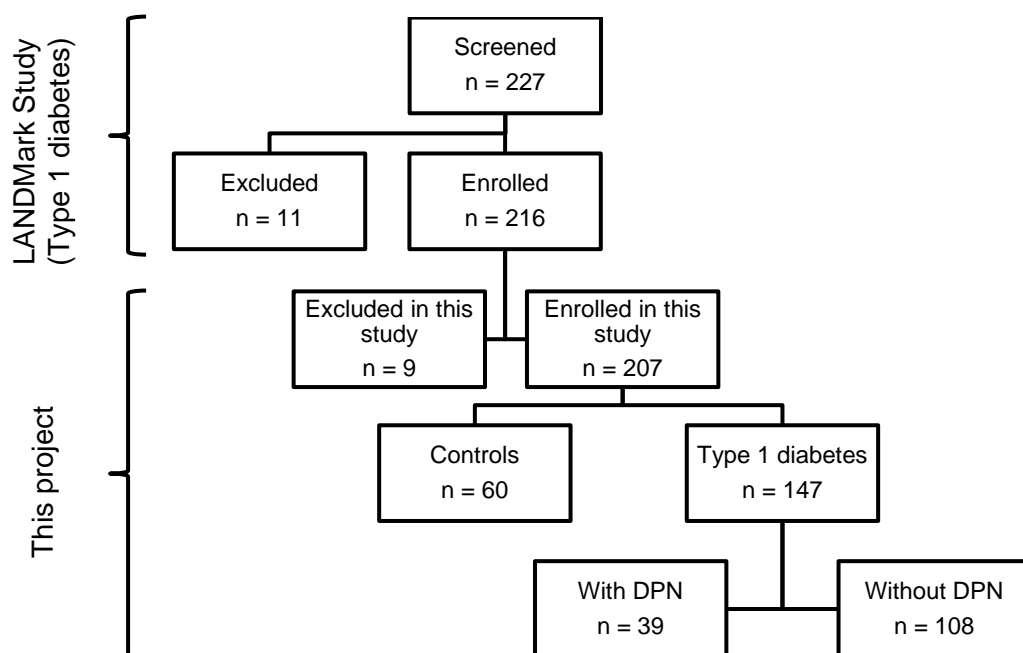 LANDMark Study
(Type 1 diabetes)
Screened
n = 227
Excluded
n = 11
Enrolled
n = 216
This project
Excluded in this
study
n = 9
Enrolled in this
study
n = 207
Controls
n = 60
Type 1 diabetes
n = 147
With DPN
n = 39
Without DPN
n = 108